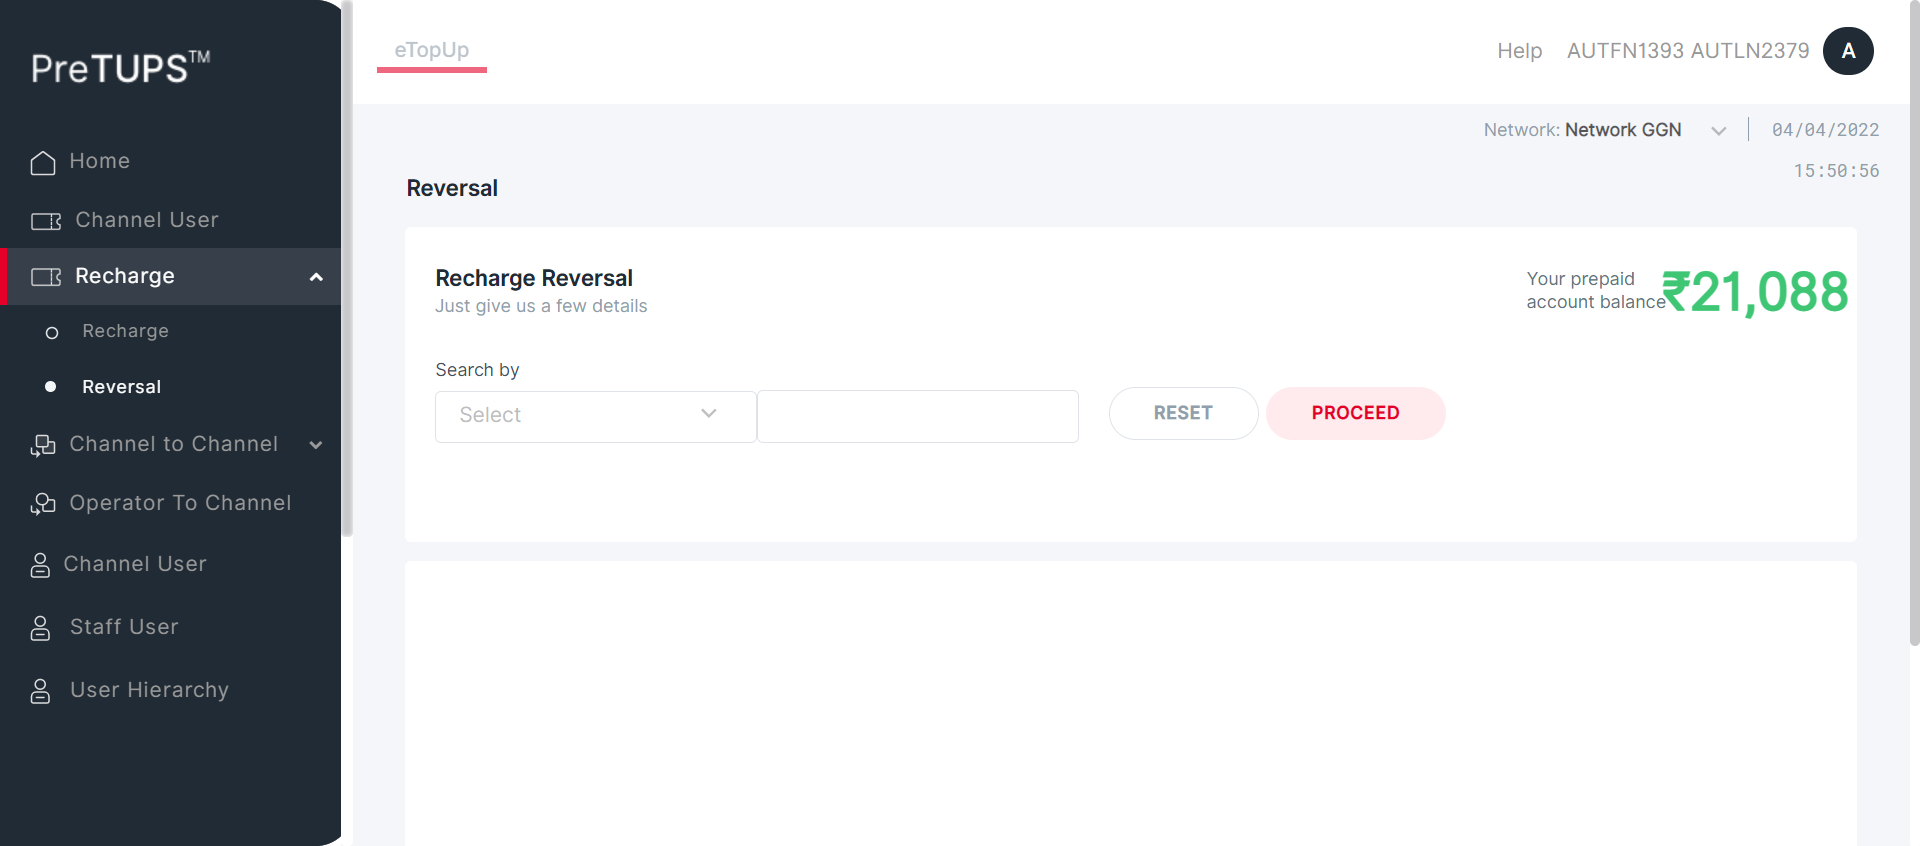 PreTUPS™
Home
Channel User
Recharge
Recharge
Reversal
Channel to Channel
Operator To Channel
Channel User
Staff User
User Hierarchy
eTopUp
Help AUTFN1393 AUTLN2379 A
Network: Network GGN 04/04/2022
15:50:56
Reversal
Recharge Reversal
Just give us a few details
Your prepaid
account balance ₹21,088
Search by
Select
RESET
PROCEED